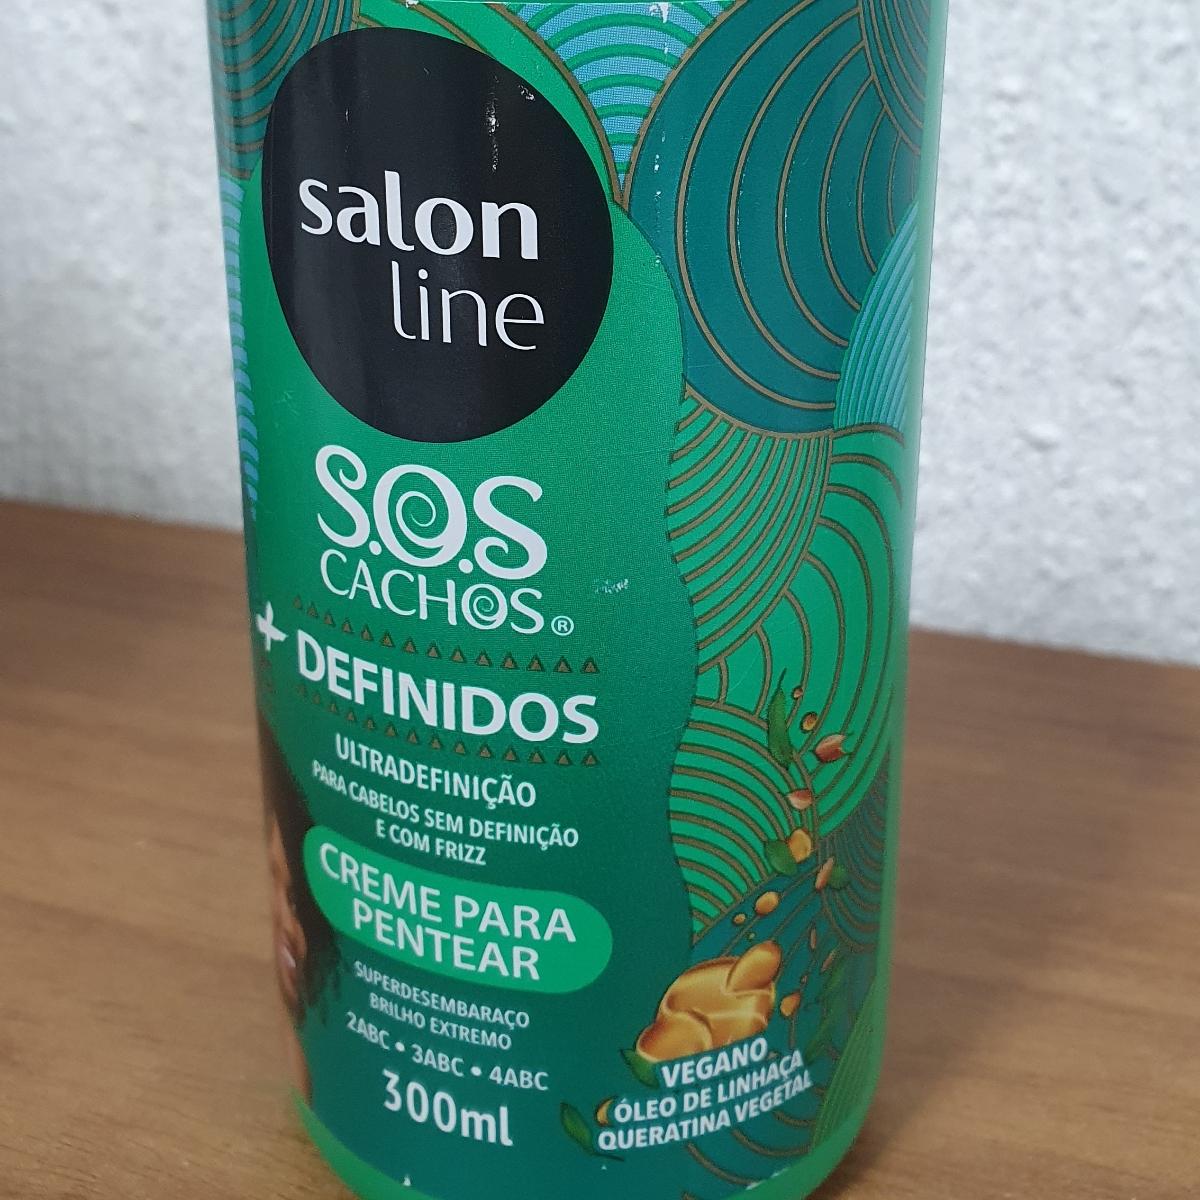 salon
line
S.O.S
CACHOS®
+ DEFINIDOS
ULTRADEFINIÇÃO
PARA CABELOS SEM DEFINIÇÃO
E COM FRIZZ
CREME PARA
PENTEAR
SUPERDESEMBARAÇO
BRILHO EXTREMO
2ABC • 3ABC • 4ABC
300ml
VEGANO
ÓLEO DE LINHAÇA
QUERATINA VEGETAL